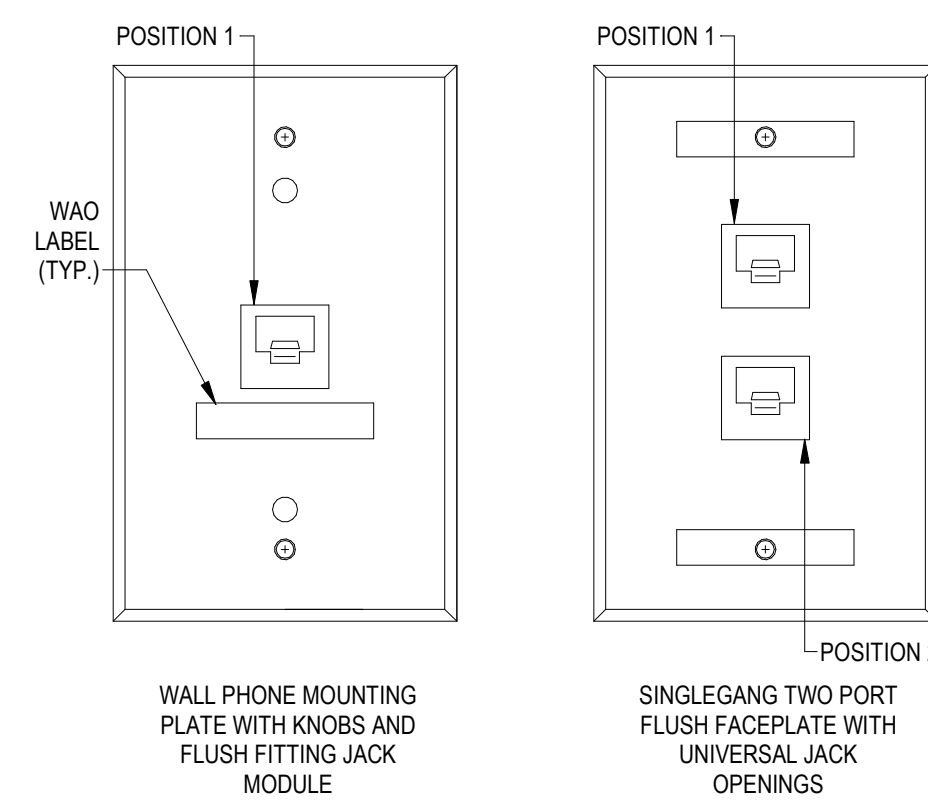 POSITION 1
WAO
LABEL
(TYP.)
WALL PHONE MOUNTING
PLATE WITH KNOBS AND
FLUSH FITTING JACK
MODULE
POSITION 1
POSITION 2
SINGLEGANG TWO PORT
FLUSH FACEPLATE WITH
UNIVERSAL JACK
OPENINGS